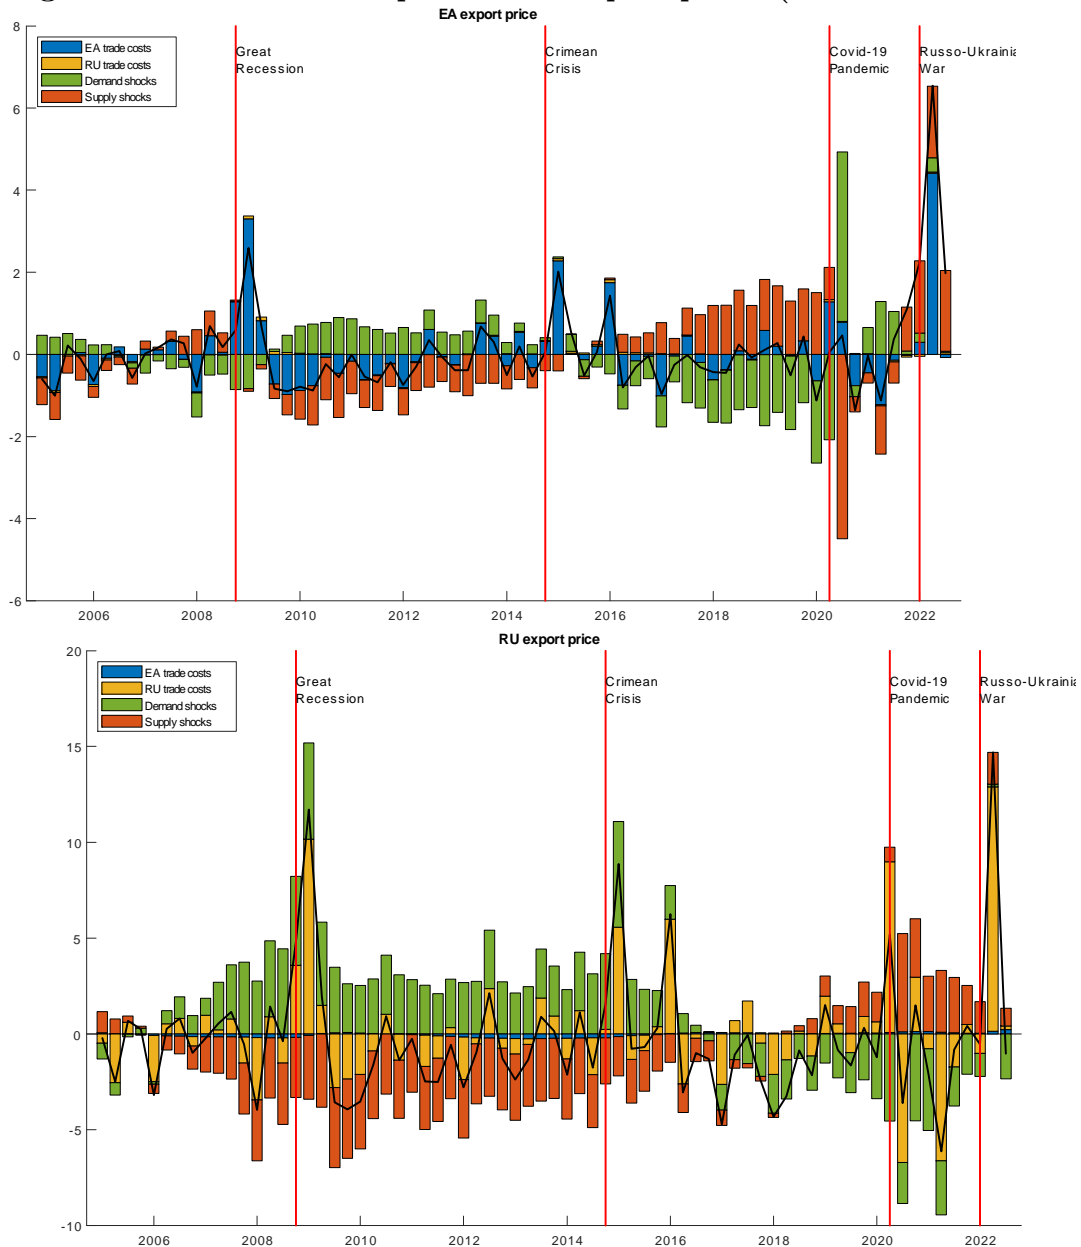 EA export price
8
EA trade costs
RU trade costs
Demand shocks
Supply shocks
Great
Recession
Crimean
Crisis
Covid-19
Pandemic
Russo-Ukrainia
War
6
4
2
0
-2
-4
-6
2006 2008 2010 2012 2014 2016 2018 2020 2022
RU export price
20
EA trade costs
RU trade costs
Demand shocks
Supply shocks
Great
Recession
Crimean
Crisis
Covid-19
Pandemic
Russo-Ukrainia
War
15
10
5
0
-5
-10
2006 2008 2010 2012 2014 2016 2018 2020 2022